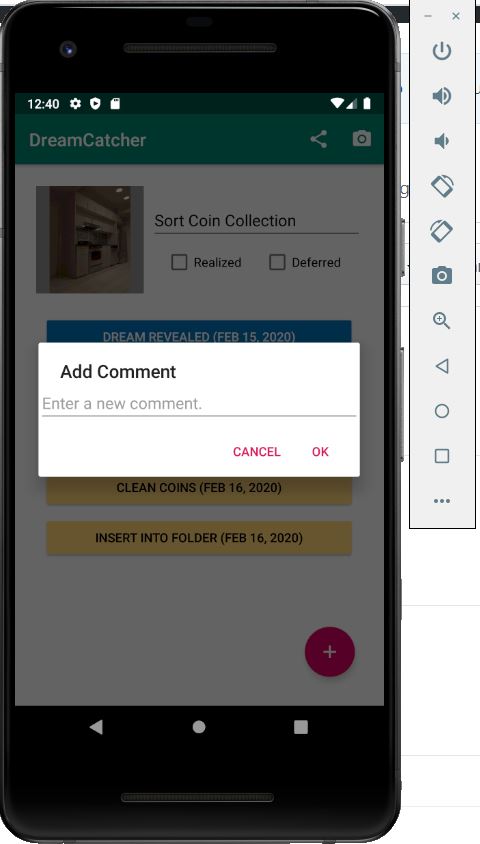 12:40
DreamCatcher
Sort Coin Collection
Realized
Deferred
DREAM REVEALED (FEB 15, 2020)
Add Comment
Enter a new comment.
CANCEL OK
CLEAN COINS (FEB 16, 2020)
INSERT INTO FOLDER (FEB 16, 2020)